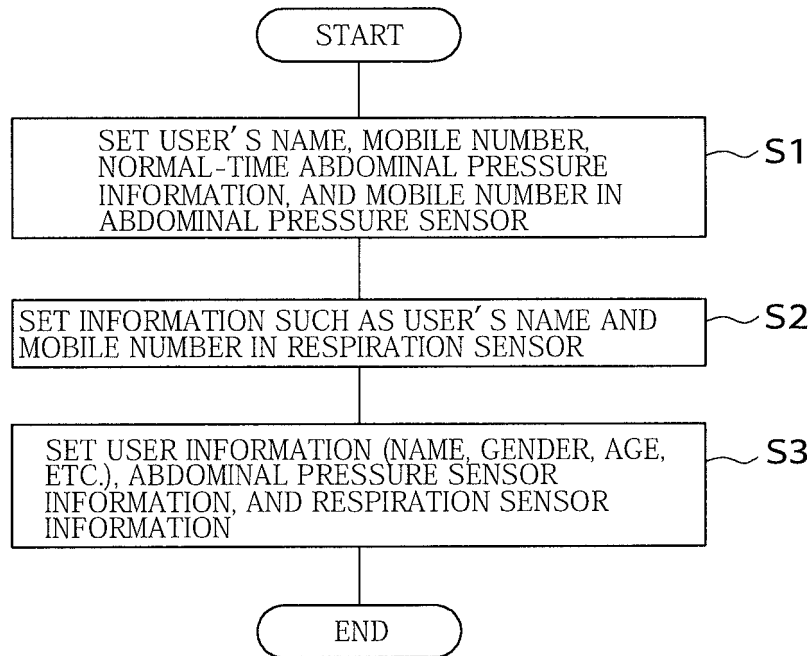 START
SET USER'S NAME, MOBILE NUMBER,
NORMAL-TIME ABDOMINAL PRESSURE
INFORMATION, AND MOBILE NUMBER IN
ABDOMINAL PRESSURE SENSOR
S1
SET INFORMATION SUCH AS USER'S NAME AND
MOBILE NUMBER IN RESPIRATION SENSOR
S2
SET USER INFORMATION (NAME, GENDER, AGE,
ETC.), ABDOMINAL PRESSURE SENSOR
INFORMATION, AND RESPIRATION SENSOR
INFORMATION
S3
END